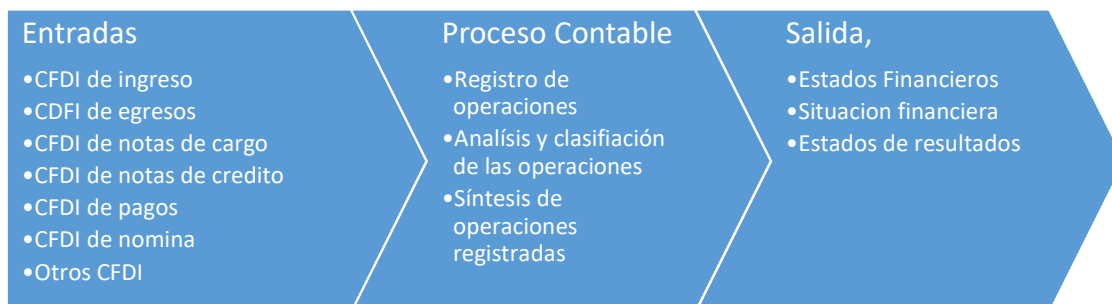 Entradas
•CFDI de ingreso
•CDFI de egresos
•CFDI de notas de cargo
•CFDI de notas de credito
•CFDI de pagos
•CFDI de nomina
•Otros CFDI
Proceso Contable
•Registro de
operaciones
•Analísis y clasifiación
de las operaciones
•Síntesis de
operaciones
registradas
Salida,
•Estados Financieros
•Situacion financiera
•Estados de resultados